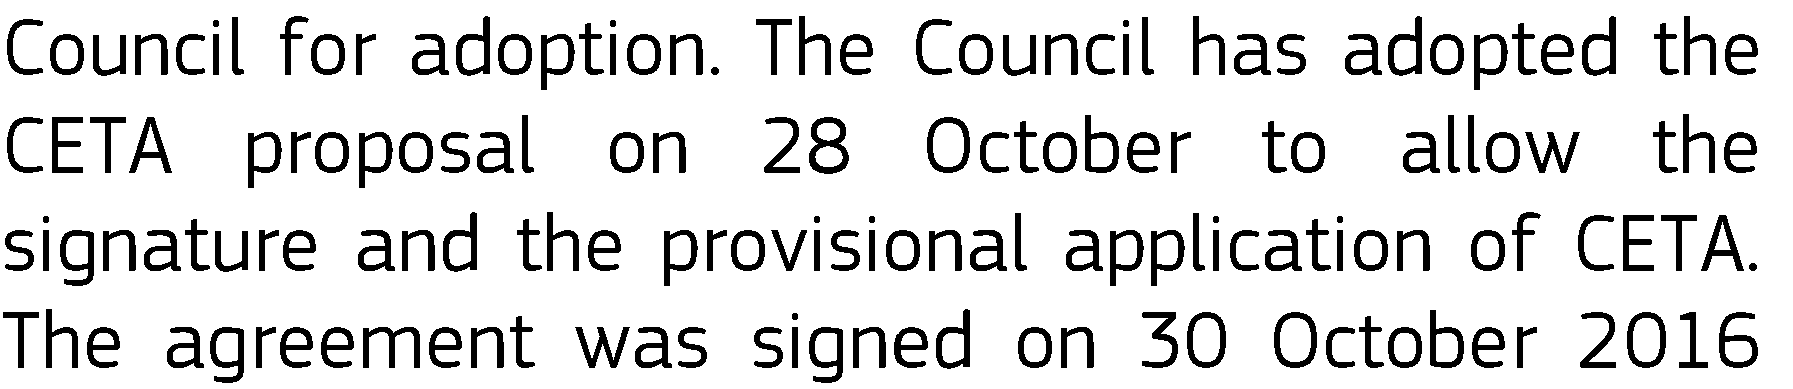 Council for adoption. The Council has adopted the
CETA proposal on 28 October to allow the
signature and the provisional application of CETA.
The agreement was signed on 30 October 2016